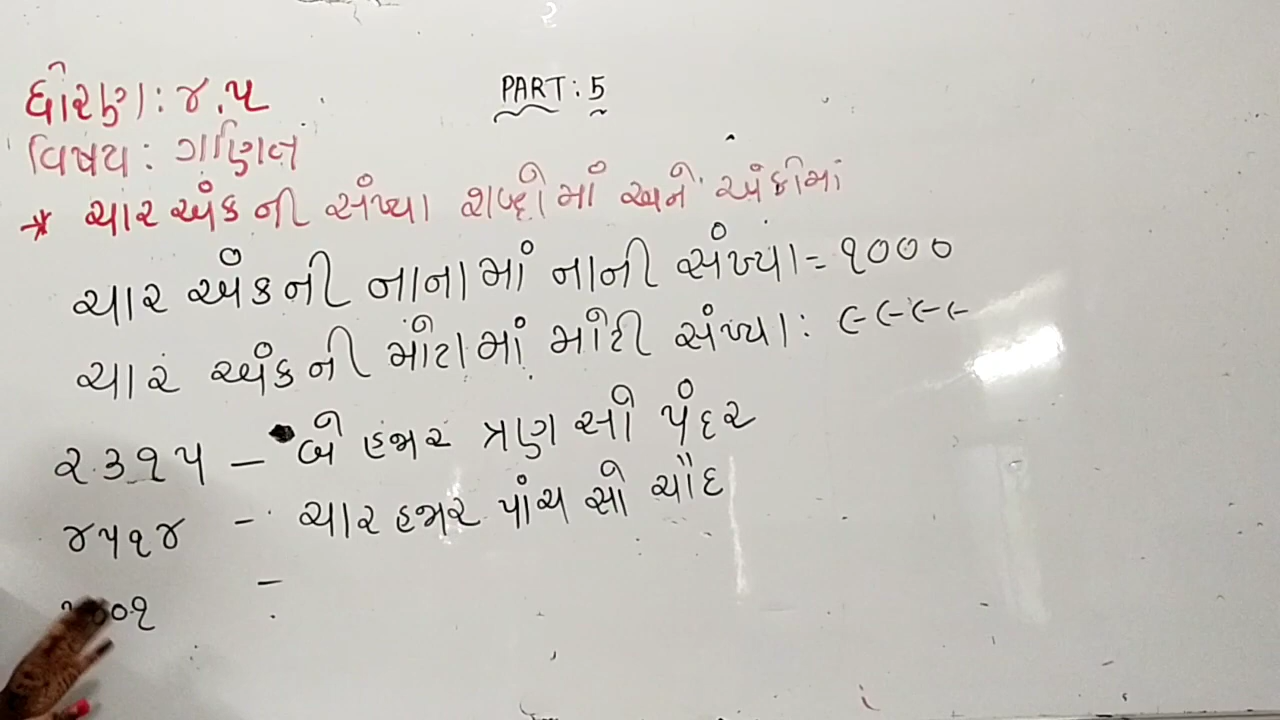 PART: 5
ધોરણ: ૪.૫
વિષય: ગણિત
* ચાર અંક ની સંખ્યા શબ્દોમાં અને અંકોમાં
ચાર અંકની નાનામાં નાની સંખ્યા = ૧૦૦૦
ચાર અંકની મોટામાં મોટી સંખ્યા: ૯૯૯૯
૨૩૧૫ - બે હજાર ત્રણ સો પંદર
૪૫૧૪ - ચાર હજાર પાંચ સો ચૌદ